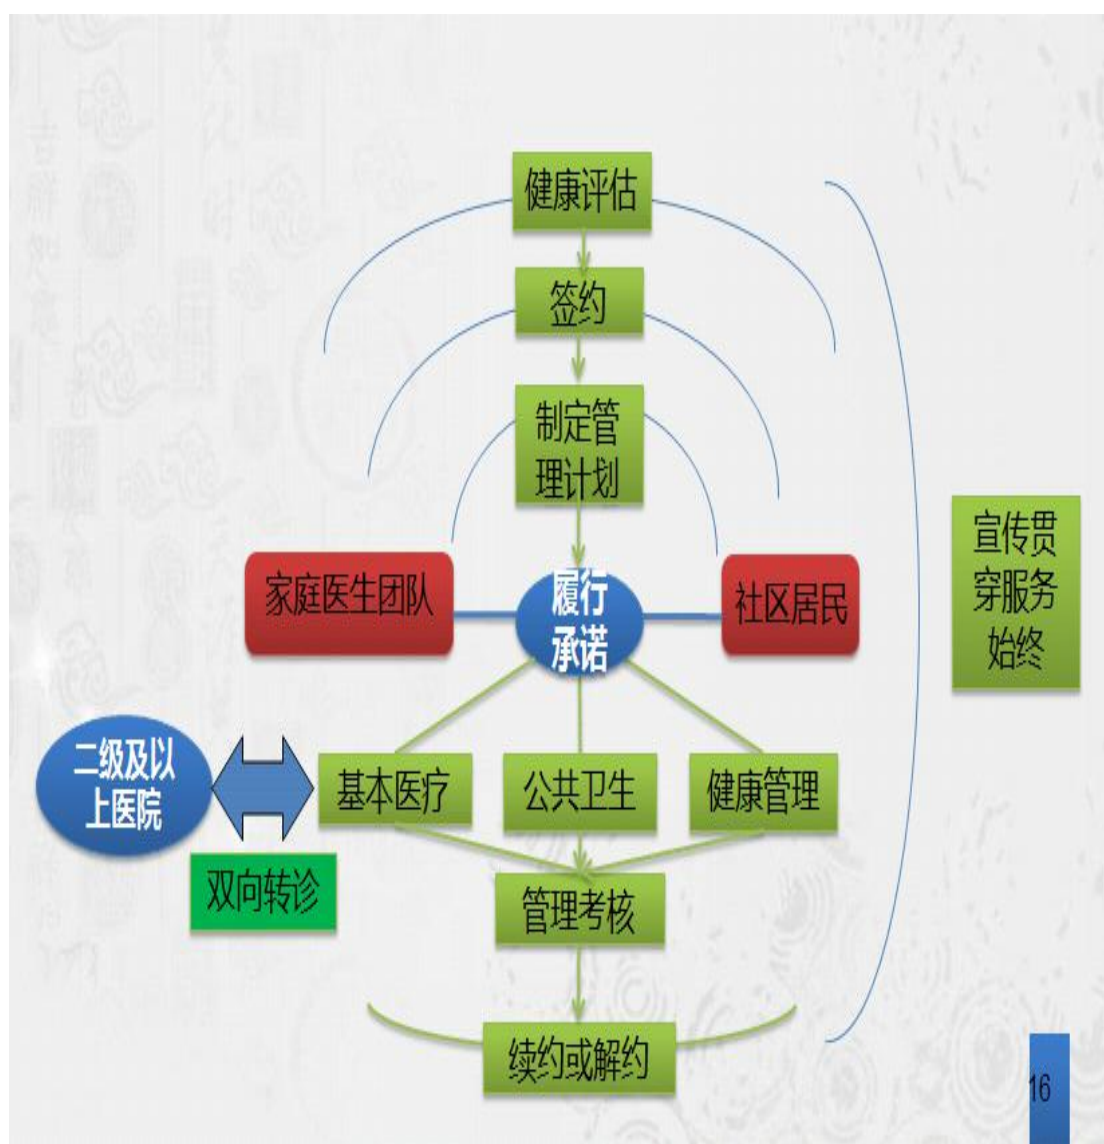 健康评估
签约
制定管
理计划
家庭医生团队
履行
承诺
社区居民
宣传贯
穿服务
始终
二级及以
上医院
基本医疗
公共卫生
健康管理
双向转诊
管理考核
续约或解约
16